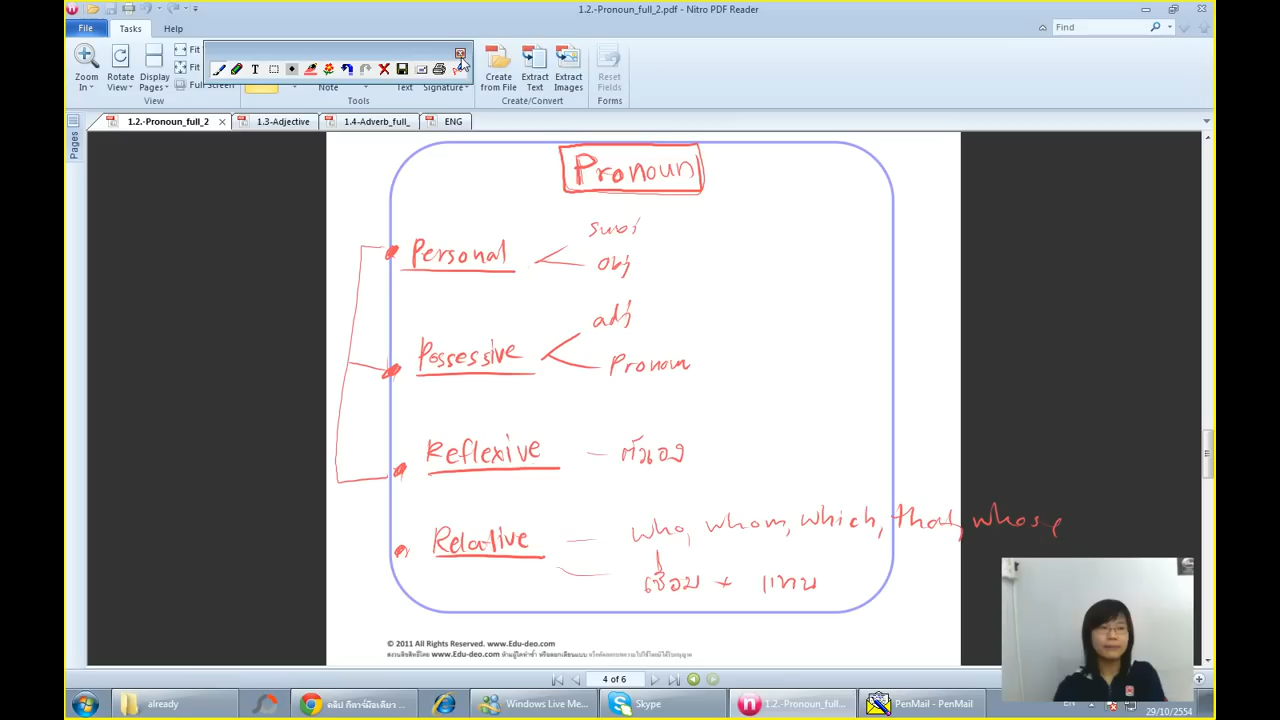 1.2.-Pronoun_full_2.pdf - Nitro PDF Reader
File Tasks Help
Find
Fit
Fit
Full Screen
Zoom In
Rotate View
Display Pages
View
Note
Tools
Text
Signature
Create from File
Extract Text
Extract Images
Create/Convert
Reset Fields
Forms
1.2.-Pronoun_full_2 1.3-Adjective 1.4-Adverb_full_ ENG
Pages
Pronoun
Personal
subj
obj
Possessive
adj
Pronoun
Reflexive — ตัวเอง
Relative — who, whom, which, that, whose
เชื่อม + แทน
© 2011 All Rights Reserved. www.Edu-deo.com
4 of 6
already
Windows Live Me...
Skype
1.2.-Pronoun_full...
PenMail - PenMail
EN
29/10/2554